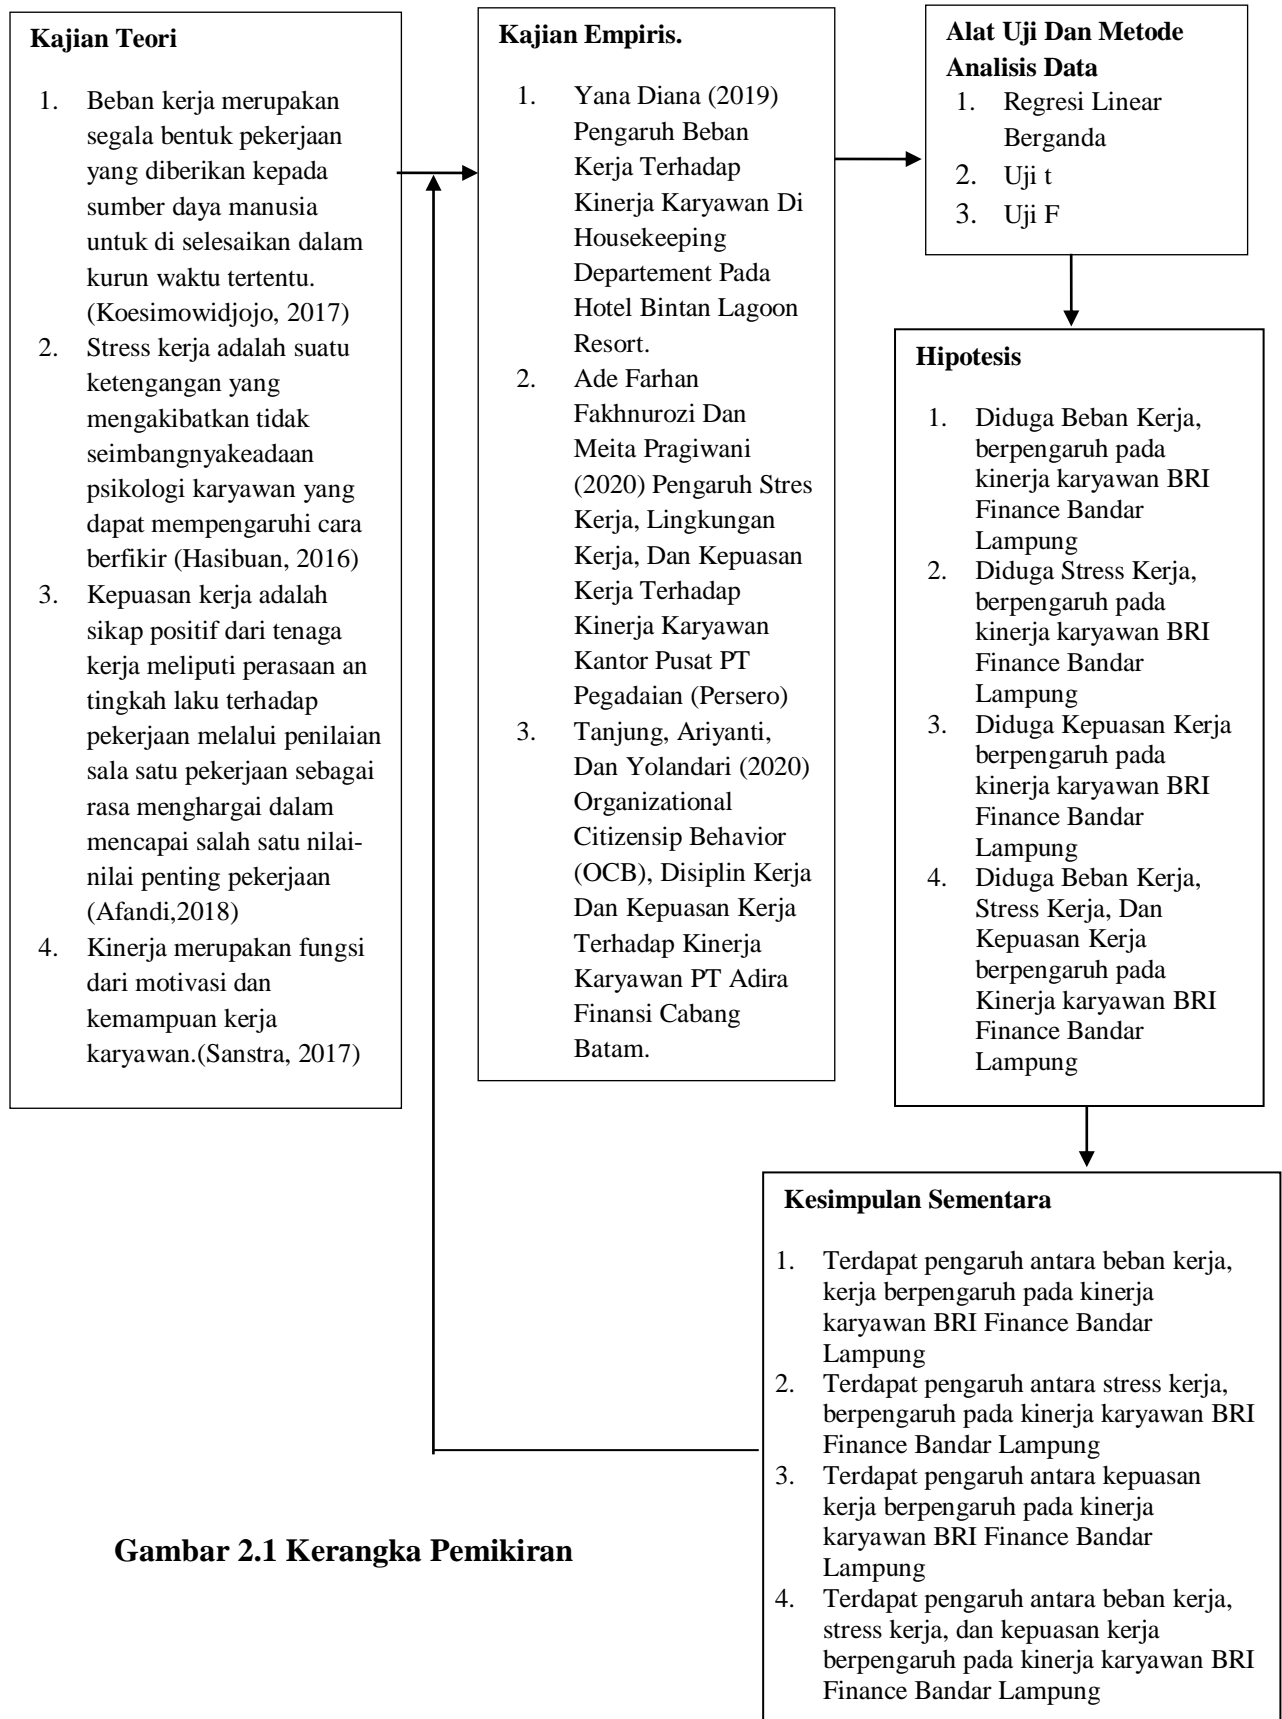 Kajian Teori
1. Beban kerja merupakan
segala bentuk pekerjaan
yang diberikan kepada
sumber daya manusia
untuk di selesaikan dalam
kurun waktu tertentu.
(Koesimowidjojo, 2017)
2. Stress kerja adalah suatu
ketengangan yang
mengakibatkan tidak
seimbangnyakeadaan
psikologi karyawan yang
dapat mempengaruhi cara
berfikir (Hasibuan, 2016)
3. Kepuasan kerja adalah
sikap positif dari tenaga
kerja meliputi perasaan an
tingkah laku terhadap
pekerjaan melalui penilaian
sala satu pekerjaan sebagai
rasa menghargai dalam
mencapai salah satu nilai-
nilai penting pekerjaan
(Afandi,2018)
4. Kinerja merupakan fungsi
dari motivasi dan
kemampuan kerja
karyawan.(Sanstra, 2017)
Kajian Empiris.
1. Yana Diana (2019)
Pengaruh Beban
Kerja Terhadap
Kinerja Karyawan Di
Housekeeping
Departement Pada
Hotel Bintan Lagoon
Resort.
2. Ade Farhan
Fakhnurozi Dan
Meita Pragiwani
(2020) Pengaruh Stres
Kerja, Lingkungan
Kerja, Dan Kepuasan
Kerja Terhadap
Kinerja Karyawan
Kantor Pusat PT
Pegadaian (Persero)
3. Tanjung, Ariyanti,
Dan Yolandari (2020)
Organizational
Citizensip Behavior
(OCB), Disiplin Kerja
Dan Kepuasan Kerja
Terhadap Kinerja
Karyawan PT Adira
Finansi Cabang
Batam.
Alat Uji Dan Metode
Analisis Data
1. Regresi Linear
Berganda
2. Uji t
3. Uji F
Hipotesis
1. Diduga Beban Kerja,
berpengaruh pada
kinerja karyawan BRI
Finance Bandar
Lampung
2. Diduga Stress Kerja,
berpengaruh pada
kinerja karyawan BRI
Finance Bandar
Lampung
3. Diduga Kepuasan Kerja
berpengaruh pada
kinerja karyawan BRI
Finance Bandar
Lampung
4. Diduga Beban Kerja,
Stress Kerja, Dan
Kepuasan Kerja
berpengaruh pada
Kinerja karyawan BRI
Finance Bandar
Lampung
Kesimpulan Sementara
1. Terdapat pengaruh antara beban kerja,
kerja berpengaruh pada kinerja
karyawan BRI Finance Bandar
Lampung
2. Terdapat pengaruh antara stress kerja,
berpengaruh pada kinerja karyawan BRI
Finance Bandar Lampung
3. Terdapat pengaruh antara kepuasan
kerja berpengaruh pada kinerja
karyawan BRI Finance Bandar
Lampung
4. Terdapat pengaruh antara beban kerja,
stress kerja, dan kepuasan kerja
berpengaruh pada kinerja karyawan BRI
Finance Bandar Lampung
Gambar 2.1 Kerangka Pemikiran